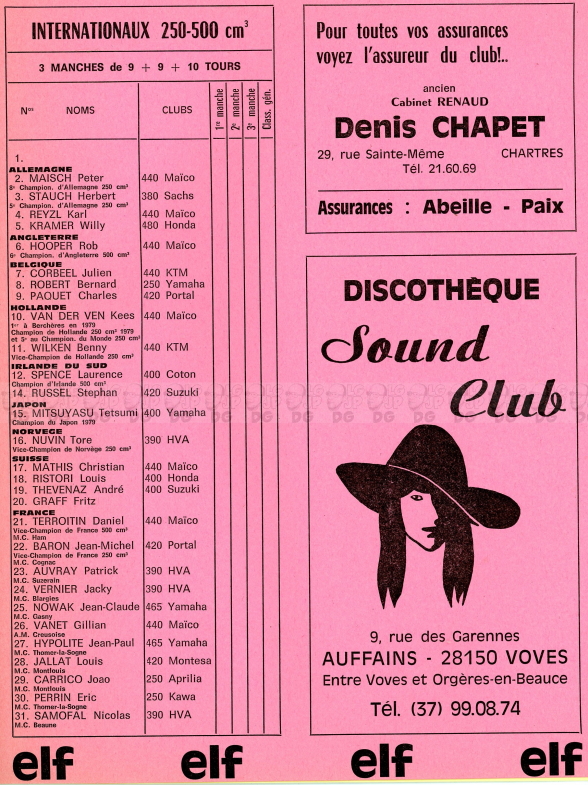 INTERNATIONAUX 250-500 cm³
3 MANCHES de 9 + 9 + 10 TOURS
Nos NOMS CLUBS 1re manche 2e manche 3e manche Class. gén.
1.
ALLEMAGNE
2. MAISCH Peter 440 Maïco
8e Champion. d'Allemagne 250 cm³
3. STAUCH Herbert 380 Sachs
5e Champion. d'Allemagne 250 cm³
4. REYZL Karl 440 Maïco
5. KRAMER Willy 480 Honda
ANGLETERRE
6. HOOPER Rob 440 Maïco
6e Champion. d'Angleterre 500 cm³
BELGIQUE
7. CORBEEL Julien 440 KTM
8. ROBERT Bernard 250 Yamaha
9. PAQUET Charles 420 Portal
HOLLANDE
10. VAN DER VEN Kees 440 Maïco
1er à Berchères en 1979
Champion de Hollande 250 cm³ 1979
et 5e au Champion. du Monde 250 cm³
11. WILKEN Benny 440 KTM
Vice-Champion de Hollande 250 cm³
IRLANDE DU SUD
12. SPENCE Laurence 400 Coton
Champion d'Irlande 500 cm³
14. RUSSEL Stephan 420 Suzuki
JAPON
15. MITSUYASU Tetsumi 400 Yamaha
Champion du Japon 1979
NORVEGE
16. NUVIN Tore 390 HVA
Vice-Champion de Norvège 250 cm³
SUISSE
17. MATHIS Christian 440 Maïco
18. RISTORI Louis 400 Honda
19. THEVENAZ André 400 Suzuki
20. GRAFF Fritz
FRANCE
21. TERROITIN Daniel 440 Maïco
Vice-Champion de France 500 cm³
M.C. Ham
22. BARON Jean-Michel 420 Portal
Vice-Champion de France 250 cm³
M.C. Cognac
23. AUVRAY Patrick 390 HVA
M.C. Suzerain
24. VERNIER Jacky 390 HVA
M.C. Blargies
25. NOWAK Jean-Claude 465 Yamaha
M.C. Gasny
26. VANET Gillian 440 Maïco
A.M. Creusoise
27. HYPOLITE Jean-Paul 465 Yamaha
M.C. Thomer-la-Sogne
28. JALLAT Louis 420 Montesa
M.C. Montlouis
29. CARRICO Joao 250 Aprilia
M.C. Montlouis
30. PERRIN Eric 250 Kawa
M.C. Thomer-la-Sogne
31. SAMOFAL Nicolas 390 HVA
M.C. Beaune
Pour toutes vos assurances
voyez l'assureur du club!..
ancien
Cabinet RENAUD
Denis CHAPET
29, rue Sainte-Même CHARTRES
Tél. 21.60.69
Assurances : Abeille - Paix
DISCOTHÈQUE
Sound
Club
9, rue des Garennes
AUFFAINS - 28150 VOVES
Entre Voves et Orgères-en-Beauce
Tél. (37) 99.08.74
elf elf elf elf